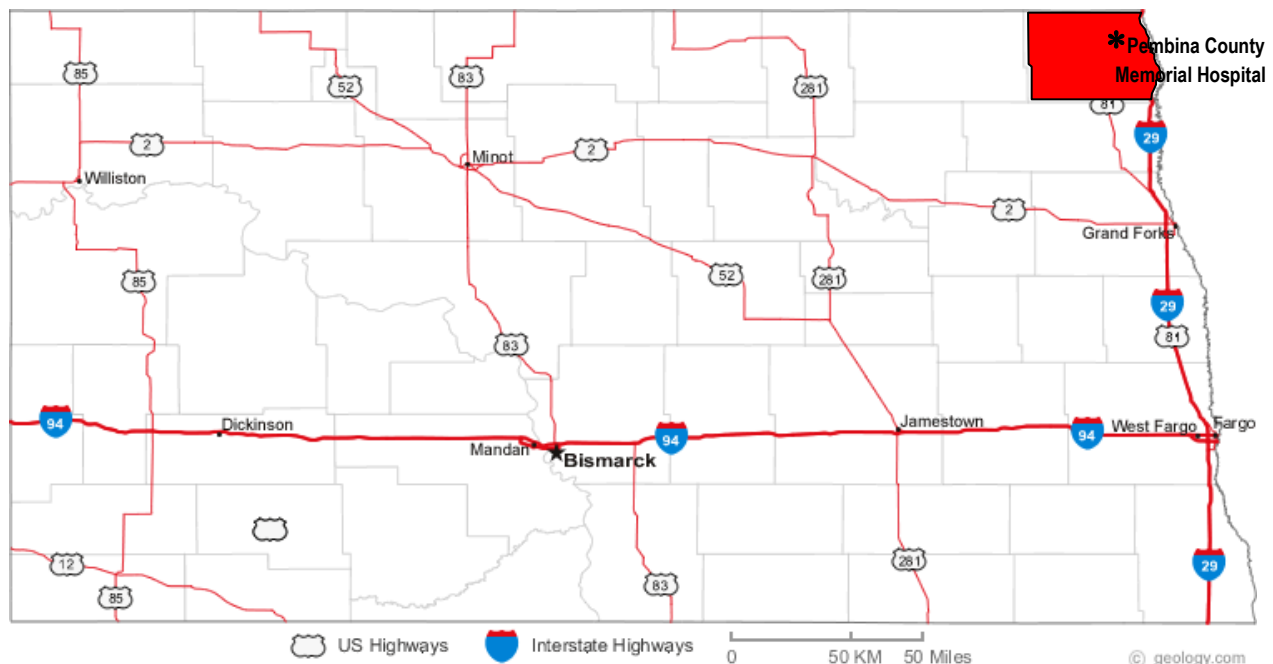 85
52
83
281
* Pembina County
Memorial Hospital
81
29
2
Minot
2
Williston
2
Grand Forks
85
52
281
29
83
81
94
Dickinson
Mandan
Bismarck
94
Jamestown
94
West Fargo
Fargo
12
85
83
281
29
US Highways
Interstate Highways
0
50 KM
50 Miles
© geology.com